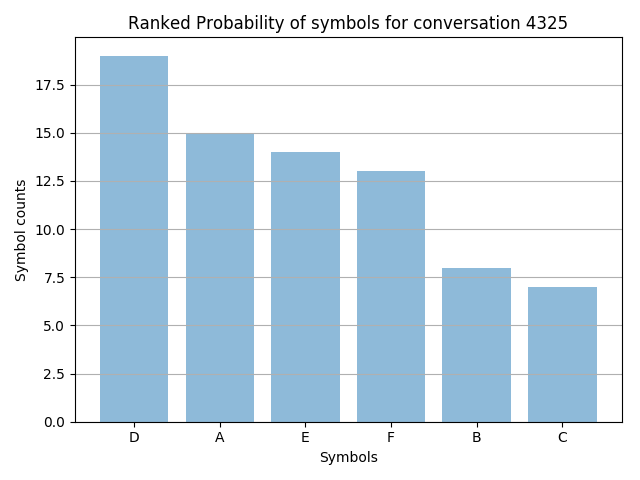 Ranked Probability of symbols for conversation 4325
17.5
15.0
12.5
10.0
7.5
5.0
2.5
0.0
Symbol counts
D A E F B C
Symbols